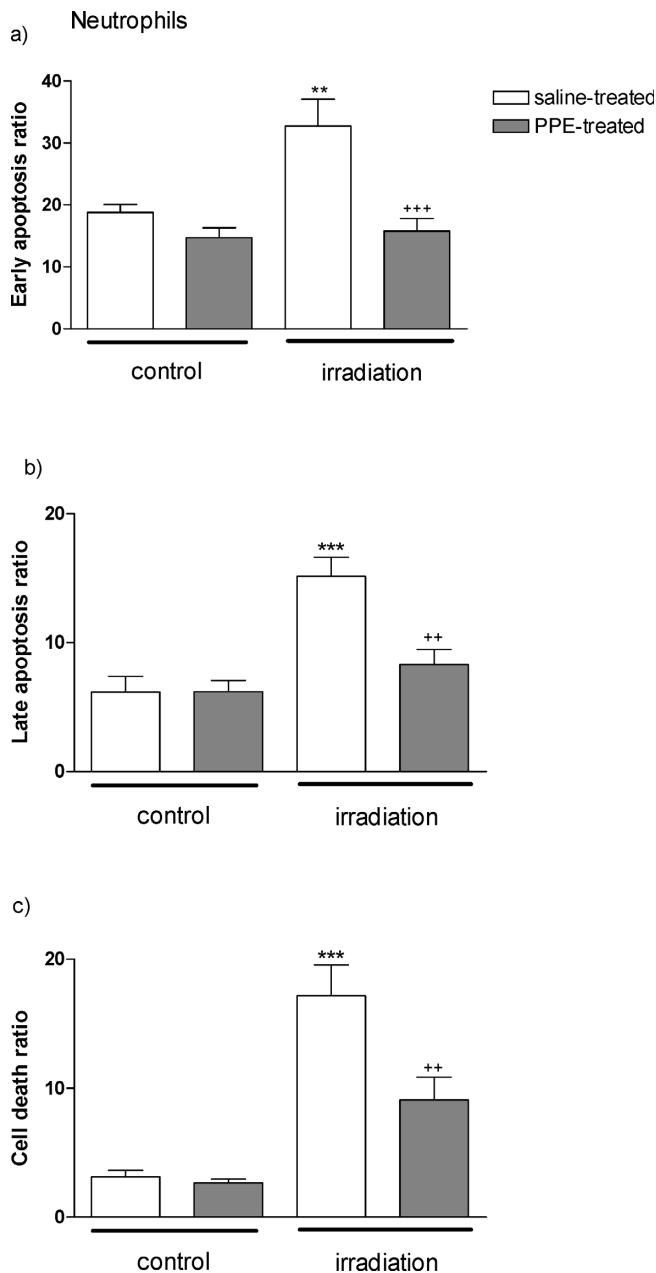 Neutrophils
a)
Early apoptosis ratio
40
30
20
10
0
**
+++
saline-treated
PPE-treated
control
irradiation
b)
Late apoptosis ratio
20
10
0
***
++
control
irradiation
c)
Cell death ratio
20
10
0
***
++
control
irradiation